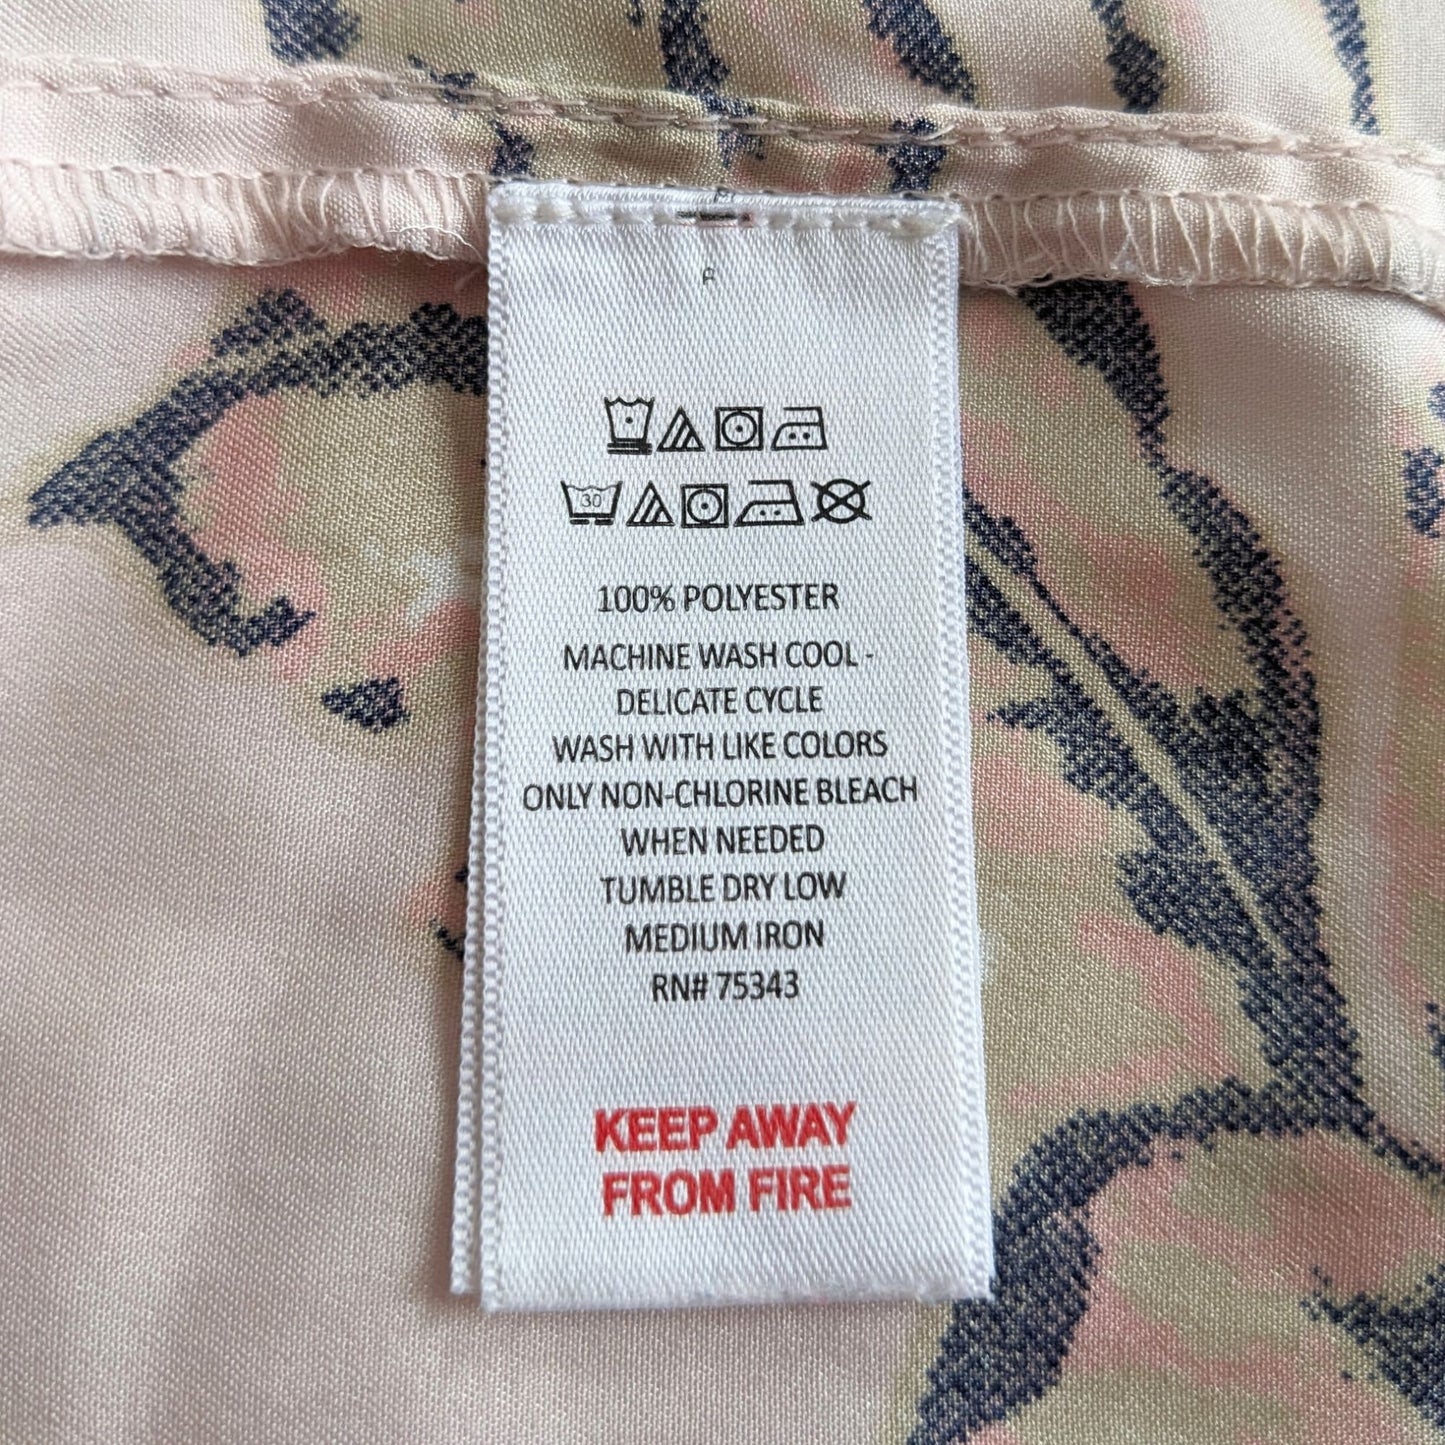 30
100% POLYESTER
MACHINE WASH COOL -
DELICATE CYCLE
WASH WITH LIKE COLORS
ONLY NON-CHLORINE BLEACH
WHEN NEEDED
TUMBLE DRY LOW
MEDIUM IRON
RN# 75343
KEEP AWAY
FROM FIRE